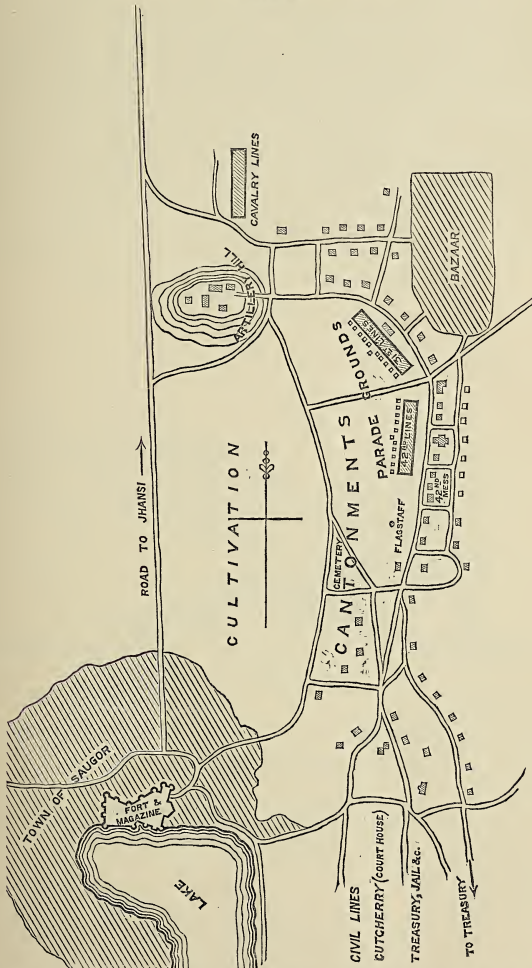 ROAD TO JHANSI
TOWN OF SAUGOR
FORT &
MAGAZINE
LAKE
CULTIVATION
ARTILLERY HILL
CAVALRY LINES
BAZAAR
CANTONMENTS
PARADE GROUNDS
31ST LINES
42ND LINES
CEMETERY
FLAGSTAFF
42ND
MESS
CIVIL LINES
CUTCHERRY (COURT HOUSE)
TREASURY, JAIL &C.
TO TREASURY